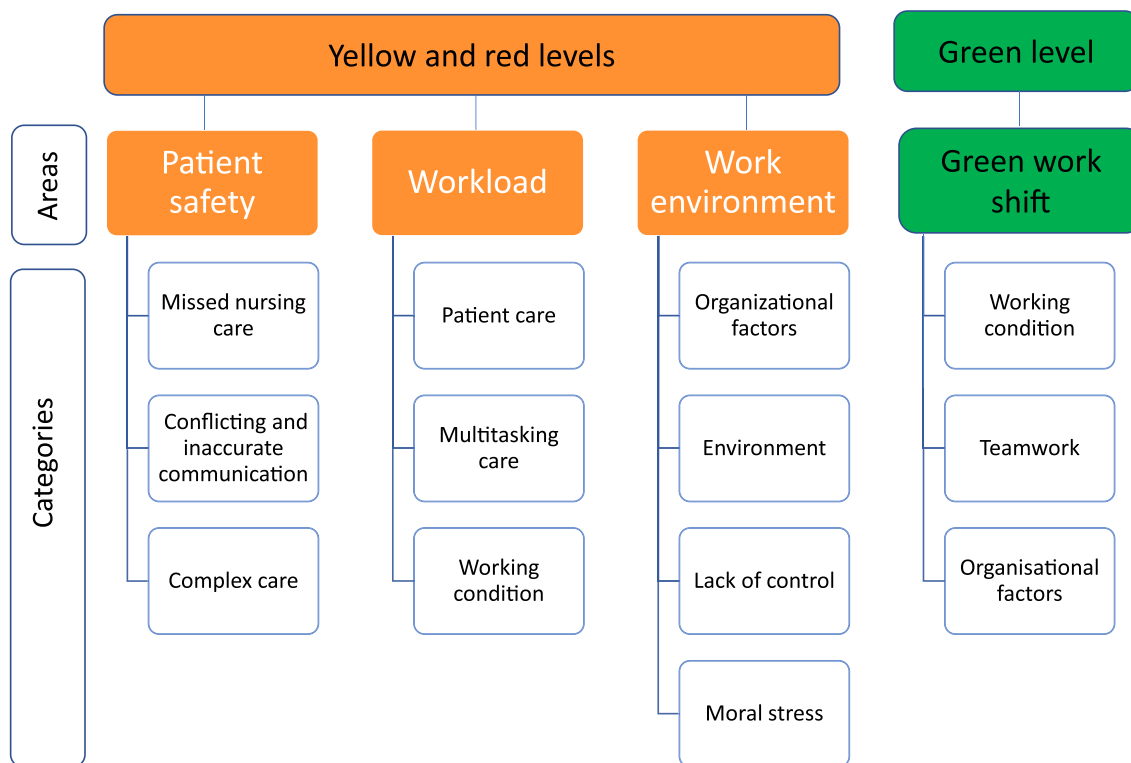 Yellow and red levels
Green level
Areas
Patient
safety
Workload
Work
environment
Green work
shift
Categories
Missed nursing
care
Conflicting and
inaccurate
communication
Complex care
Patient care
Multitasking
care
Working
condition
Organizational
factors
Environment
Lack of control
Moral stress
Working
condition
Teamwork
Organisational
factors